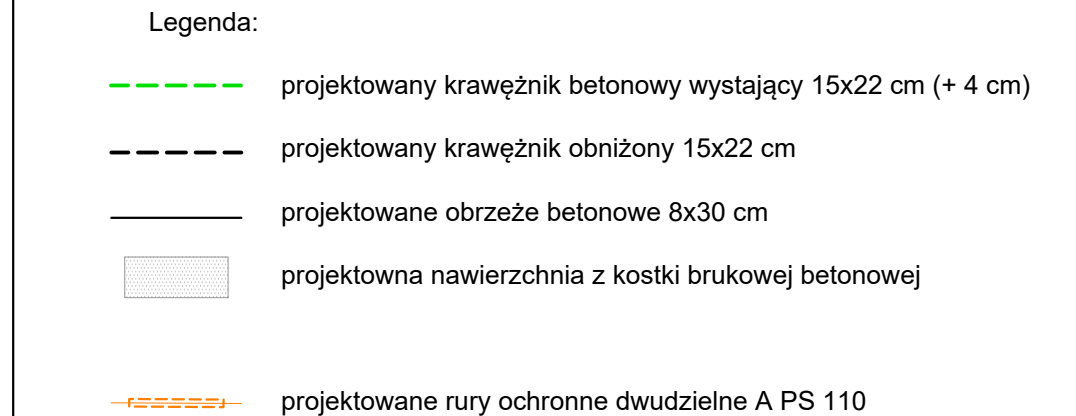 Legenda:
projektowany krawężnik betonowy wystający 15x22 cm (+ 4 cm)
projektowany krawężnik obniżony 15x22 cm
projektowane obrzeże betonowe 8x30 cm
projektowna nawierzchnia z kostki brukowej betonowej
projektowane rury ochronne dwudzielne A PS 110